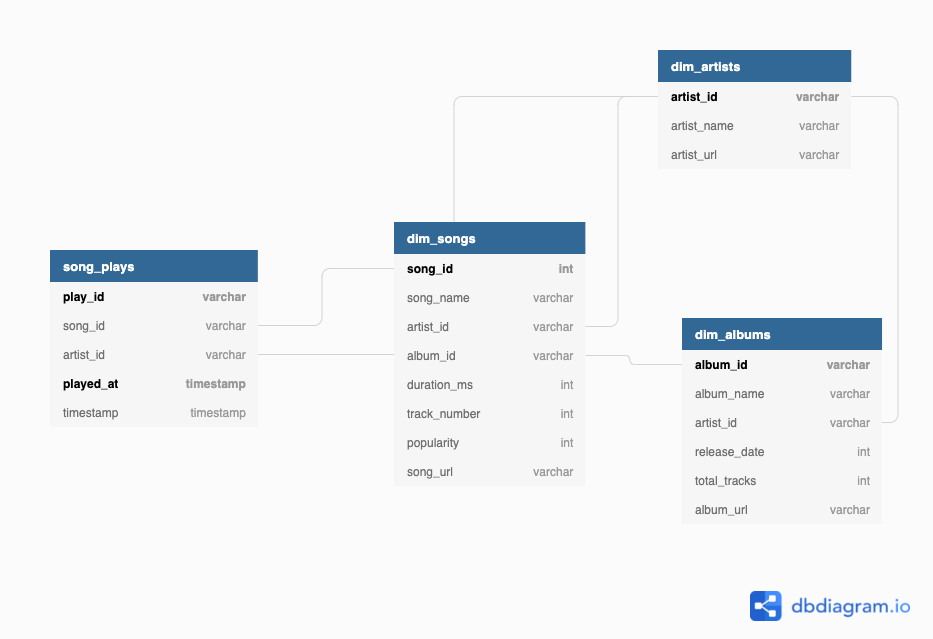 dim_artists
artist_id varchar
artist_name varchar
artist_url varchar
dim_songs
song_id int
song_name varchar
artist_id varchar
album_id varchar
duration_ms int
track_number int
popularity int
song_url varchar
song_plays
play_id varchar
song_id varchar
artist_id varchar
played_at timestamp
timestamp timestamp
dim_albums
album_id varchar
album_name varchar
artist_id varchar
release_date int
total_tracks int
album_url varchar
dbdiagram.io